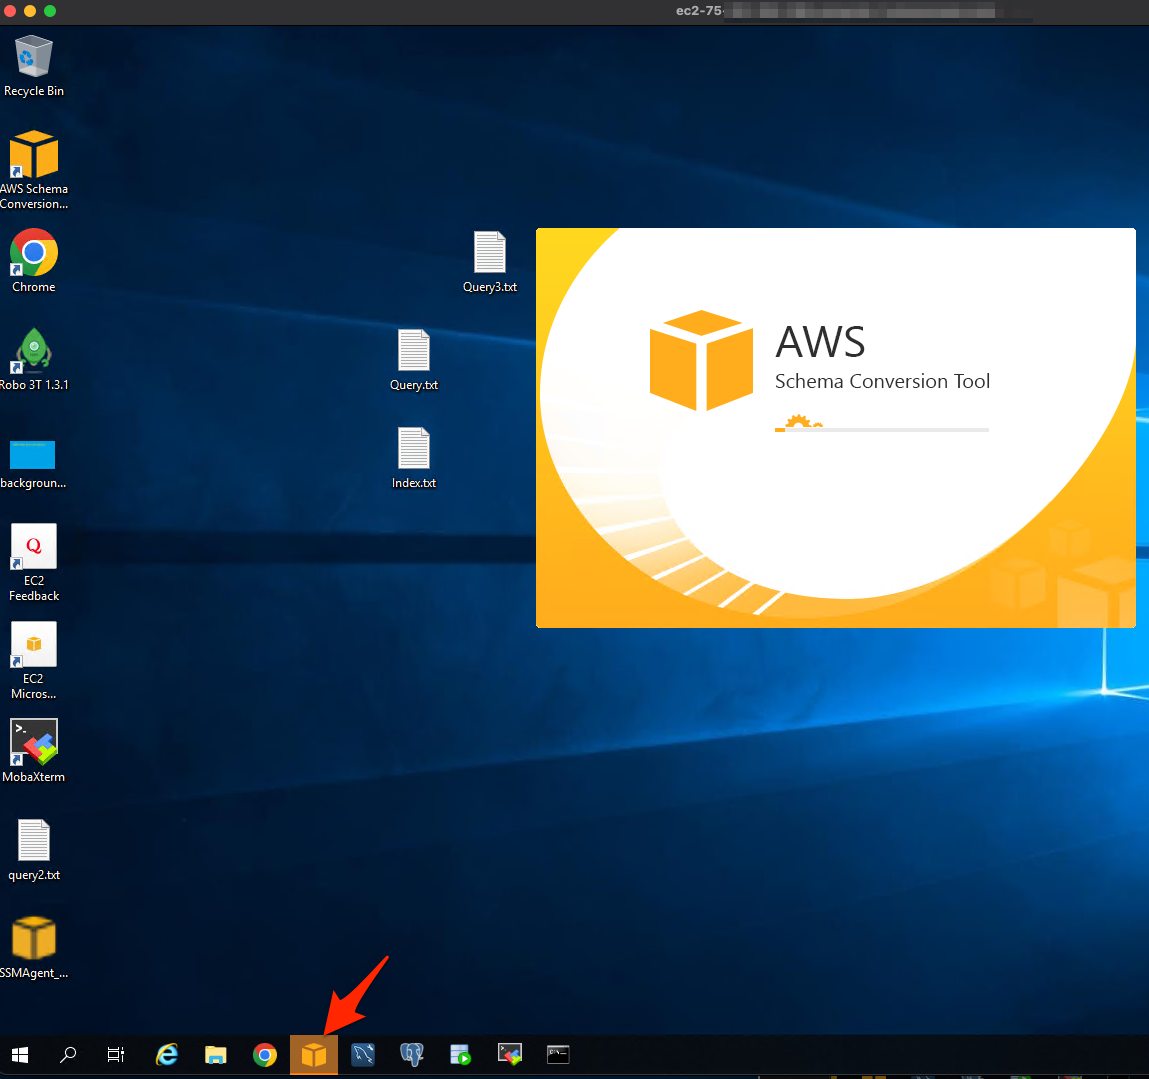 ec2-75-
Recycle Bin
AWS Schema
Conversion...
Chrome
Robo 3T 1.3.1
backgroun...
Q
EC2
Feedback
EC2
Micros...
>.
MobaXterm
query2.txt
SSMAgent_...
Query3.txt
Query.txt
Index.txt
AWS
Schema Conversion Tool